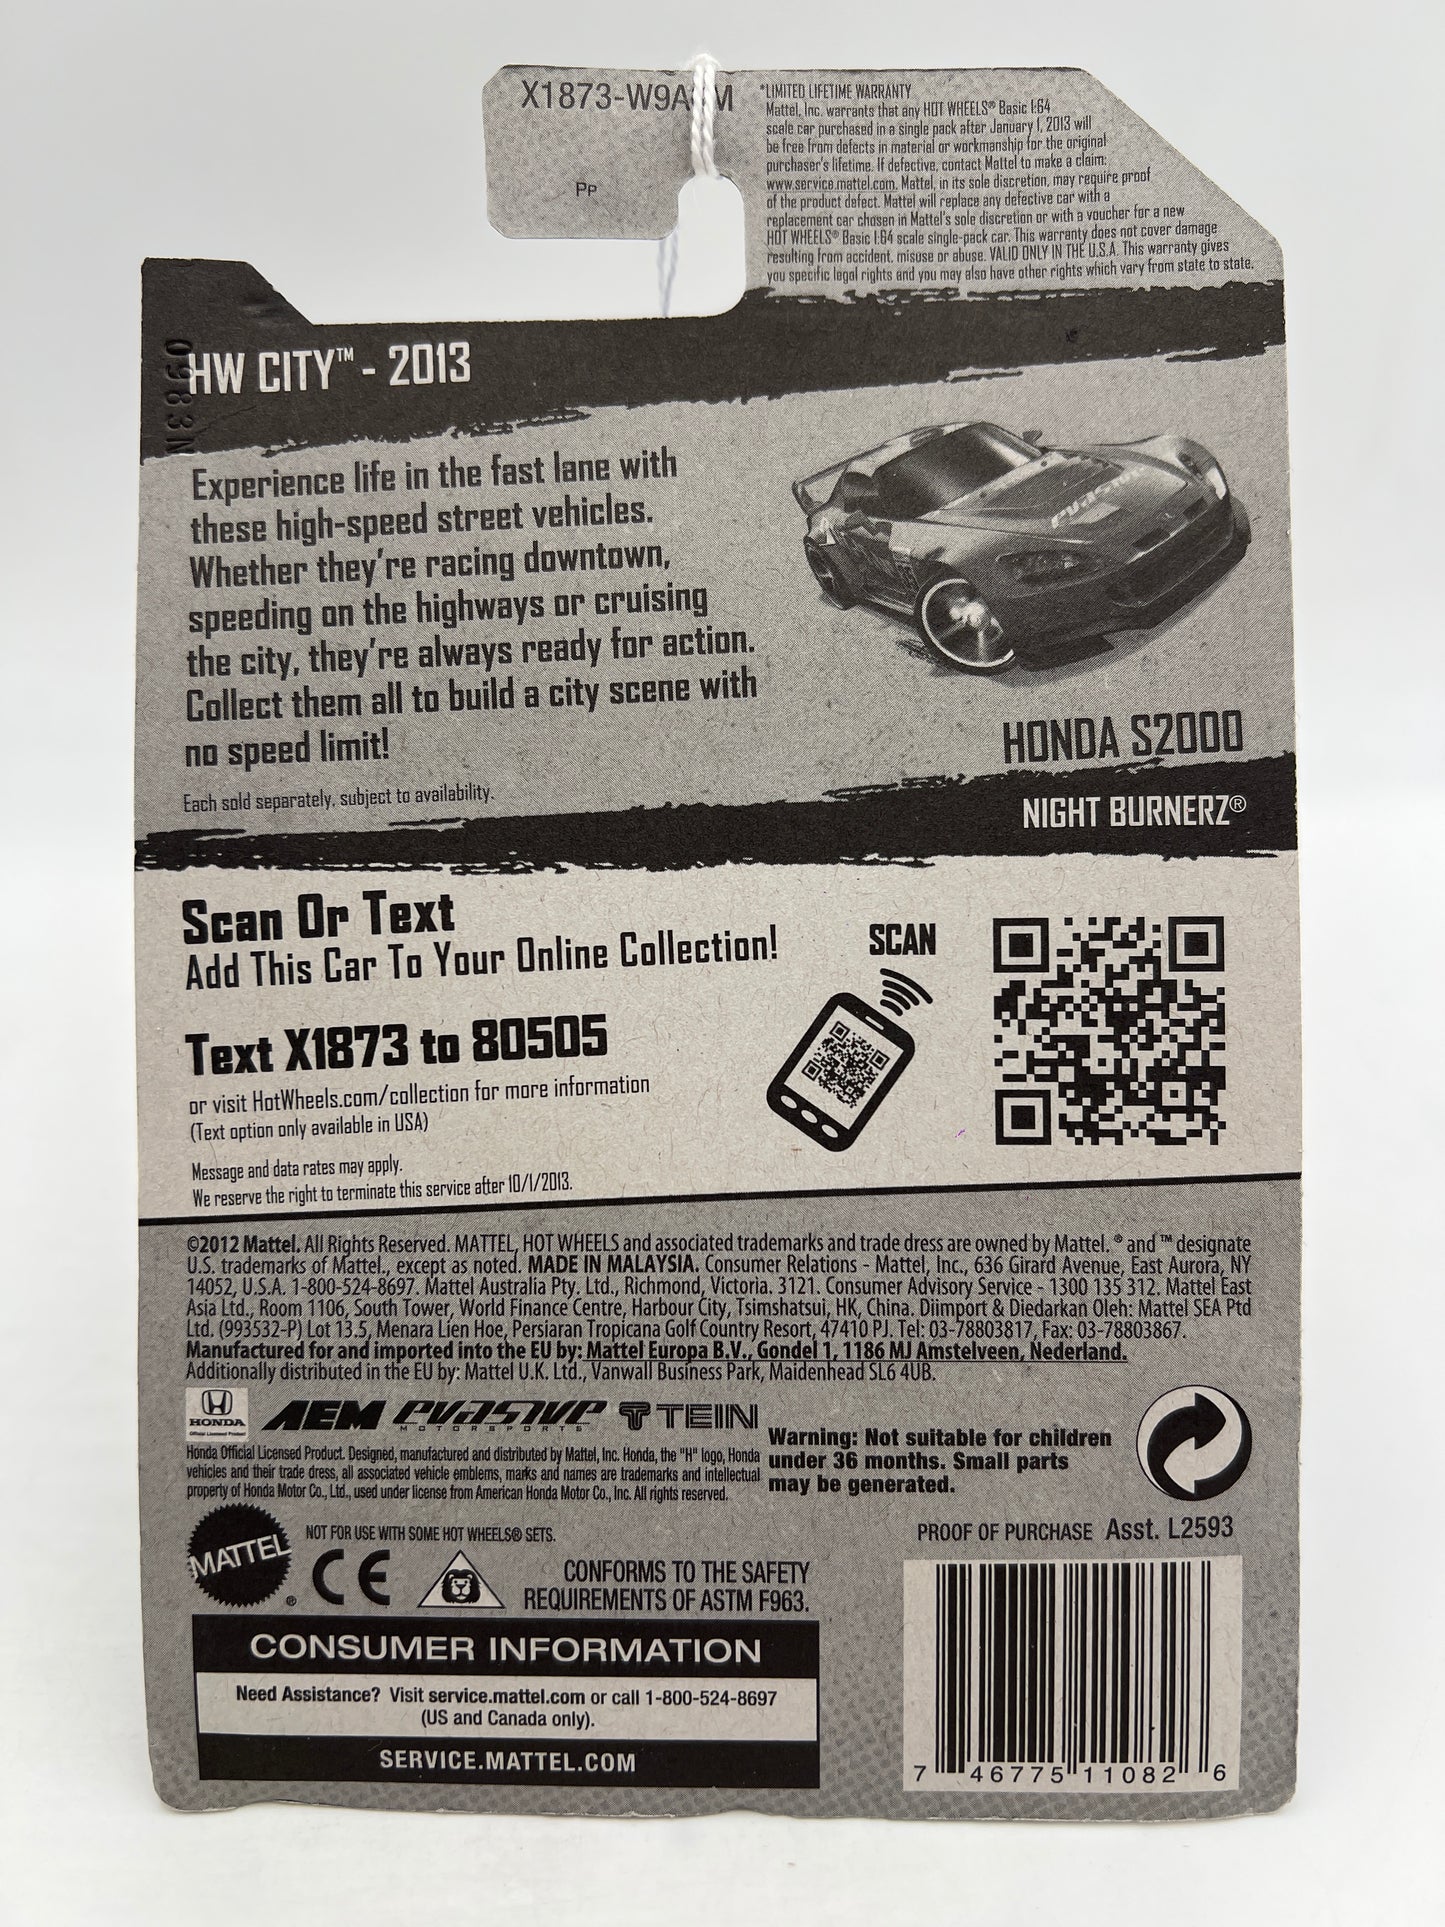 Pp
*LIMITED LIFETIME WARRANTY
Mattel, Inc. warrants that any HOT WHEELS® Basic 1:64
scale car purchased in a single pack after January 1, 2013 will
be free from defects in material or workmanship for the original
purchaser's lifetime. If defective, contact Mattel to make a claim:
www.service.mattel.com. Mattel, in its sole discretion, may require proof
of the product defect. Mattel will replace any defective car with a
replacement car chosen in Mattel's sole discretion or with a voucher for a new
HOT WHEELS® Basic 1:64 scale single-pack car. This warranty does not cover damage
resulting from accident, misuse or abuse. VALID ONLY IN THE U.S.A. This warranty gives
you specific legal rights and you may also have other rights which vary from state to state.
HW CITY™ - 2013
Experience life in the fast lane with
these high-speed street vehicles.
Whether they're racing downtown,
speeding on the highways or cruising
the city, they're always ready for action.
Collect them all to build a city scene with
no speed limit!
Each sold separately, subject to availability.
evasive
HONDA S2000
NIGHT BURNERZ®
Scan Or Text
Add This Car To Your Online Collection!
Text X1873 to 80505
or visit HotWheels.com/collection for more information
(Text option only available in USA)
Message and data rates may apply.
We reserve the right to terminate this service after 10/1/2013.
SCAN
©2012 Mattel. All Rights Reserved. MATTEL, HOT WHEELS and associated trademarks and trade dress are owned by Mattel. ® and ™ designate
U.S. trademarks of Mattel., except as noted. MADE IN MALAYSIA. Consumer Relations - Mattel, Inc., 636 Girard Avenue, East Aurora, NY
14052, U.S.A. 1-800-524-8697. Mattel Australia Pty. Ltd., Richmond, Victoria. 3121. Consumer Advisory Service - 1300 135 312. Mattel East
Asia Ltd., Room 1106, South Tower, World Finance Centre, Harbour City, Tsimshatsui, HK, China. Diimport & Diedarkan Oleh: Mattel SEA Ptd
Ltd. (993532-P) Lot 13.5, Menara Lien Hoe, Persiaran Tropicana Golf Country Resort, 47410 PJ. Tel: 03-78803817, Fax: 03-78803867.
Manufactured for and imported into the EU by: Mattel Europa B.V., Gondel 1, 1186 MJ Amstelveen, Nederland.
Additionally distributed in the EU by: Mattel U.K. Ltd., Vanwall Business Park, Maidenhead SL6 4UB.
HONDA
Official Licensed Product
AEM evasive MOTORSPORTS TEIN
Honda Official Licensed Product. Designed, manufactured and distributed by Mattel, Inc. Honda, the "H" logo, Honda
vehicles and their trade dress, all associated vehicle emblems, marks and names are trademarks and intellectual
property of Honda Motor Co., Ltd., used under license from American Honda Motor Co., Inc. All rights reserved.
Warning: Not suitable for children
under 36 months. Small parts
may be generated.
MATTEL®
NOT FOR USE WITH SOME HOT WHEELS® SETS.
CE
CONFORMS TO THE SAFETY
REQUIREMENTS OF ASTM F963.
PROOF OF PURCHASE Asst. L2593
CONSUMER INFORMATION
Need Assistance? Visit service.mattel.com or call 1-800-524-8697
(US and Canada only).
SERVICE.MATTEL.COM
7 46775 11082 6